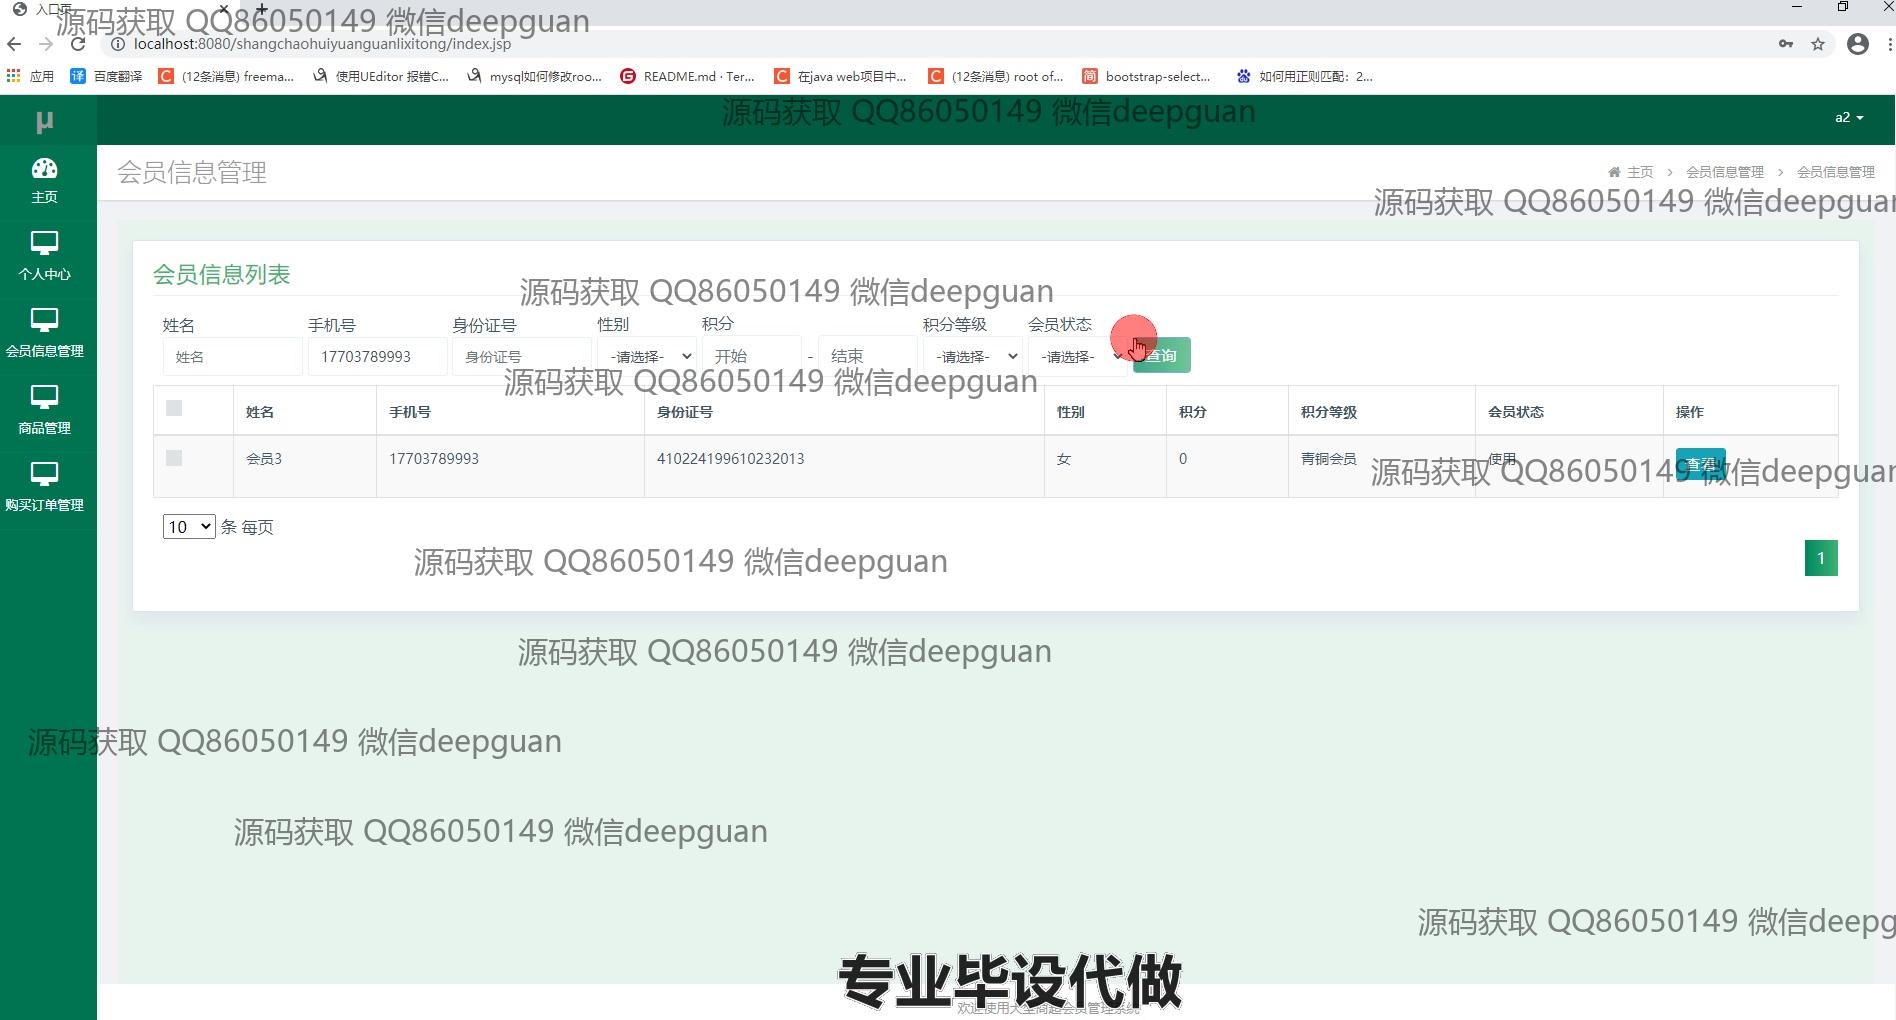 入口页
源码获取 QQ86050149 微信deepguan
localhost:8080/shangchaohuiyuanguanlixitong/index.jsp
应用 百度翻译 (12条消息) freema... 使用UEditor 报错C... mysql如何修改roo... README.md · Ter... 在java web项目中... (12条消息) root of... bootstrap-select... 如何用正则匹配：2...
源码获取 QQ86050149 微信deepguan
μ
a2
主页
会员信息管理
主页 > 会员信息管理 > 会员信息管理
源码获取 QQ86050149 微信deepguan
个人中心
会员信息列表
源码获取 QQ86050149 微信deepguan
姓名 手机号 身份证号 性别 积分 积分等级 会员状态
会员信息管理
姓名 17703789993 身份证号 -请选择- 开始 - 结束 -请选择- -请选择- 查询
源码获取 QQ86050149 微信deepguan
姓名 手机号 身份证号 性别 积分 积分等级 会员状态 操作
商品管理
会员3 17703789993 410224199610232013 女 0 青铜会员 使用 查看
源码获取 QQ86050149 微信deepguan
购买订单管理
10 条 每页
源码获取 QQ86050149 微信deepguan
1
源码获取 QQ86050149 微信deepguan
源码获取 QQ86050149 微信deepguan
源码获取 QQ86050149 微信deepguan
源码获取 QQ86050149 微信deepg
专业毕设代做
欢迎使用大型商超会员管理系统